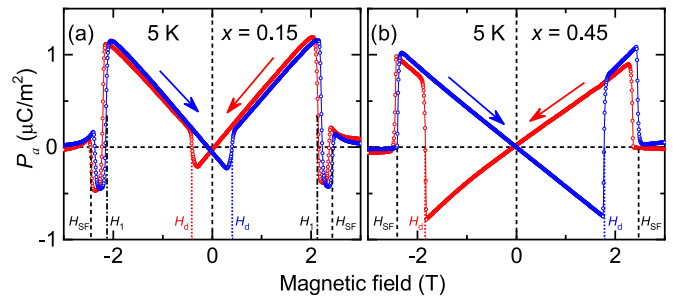 (a) 5 K x = 0.15 (b) 5 K x = 0.45
1
0
-1
P_a (μC/m²)
H_SF H_1 H_d H_d H_1 H_SF H_SF H_d H_d H_SF
-2 0 2 -2 0 2
Magnetic field (T)